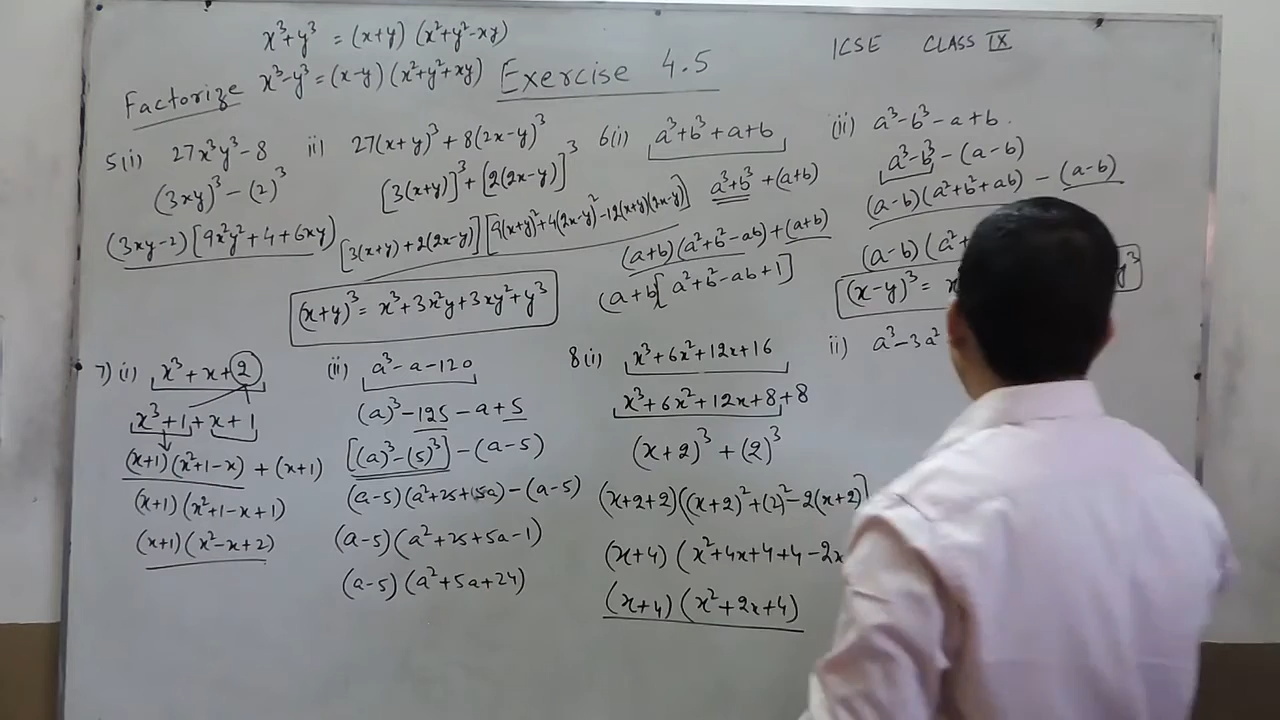 x³+y³ = (x+y) (x²+y²-xy)
ICSE CLASS IX
Factorize x³-y³ = (x-y) (x²+y²+xy) Exercise 4.5
5(i) 27x³y³-8
(3xy)³-(2)³
(3xy-2)[9x²y²+4+6xy]
ii) 27(x+y)³+8(2x-y)³
[3(x+y)]³+[2(2x-y)]³
[3(x+y)+2(2x-y)][9(x+y)²+4(2x-y)²-12(x+y)(2x-y)]
6(i) a³+b³+a+b
a³+b³+(a+b)
(a+b)(a²+b²-ab)+(a+b)
(a+b[a²+b²-ab+1]
(ii) a³-b³-a+b.
a³-b³-(a-b)
(a-b)(a²+b²+ab)-(a-b)
(a-b)(a²+
(x+y)³= x³+3x²y+3xy²+y³
(x-y)³= x y³
7)(i) x³+x+2
x³+1+x+1
(x+1)(x²+1-x)+(x+1)
(x+1)(x²+1-x+1)
(x+1)(x²-x+2)
(ii) a³-a-120
(a)³-125-a+5
[(a)³-(5)³]-(a-5)
(a-5)(a²+25+5a)-(a-5)
(a-5)(a²+25+5a-1)
(a-5)(a²+5a+24)
8(i) x³+6x²+12x+16
x³+6x²+12x+8+8
(x+2)³+(2)³
(x+2+2)((x+2)²+(2)²-2(x+2)]
(x+4)(x²+4x+4+4-2x
(x+4)(x²+2x+4)
ii) a³-3a²